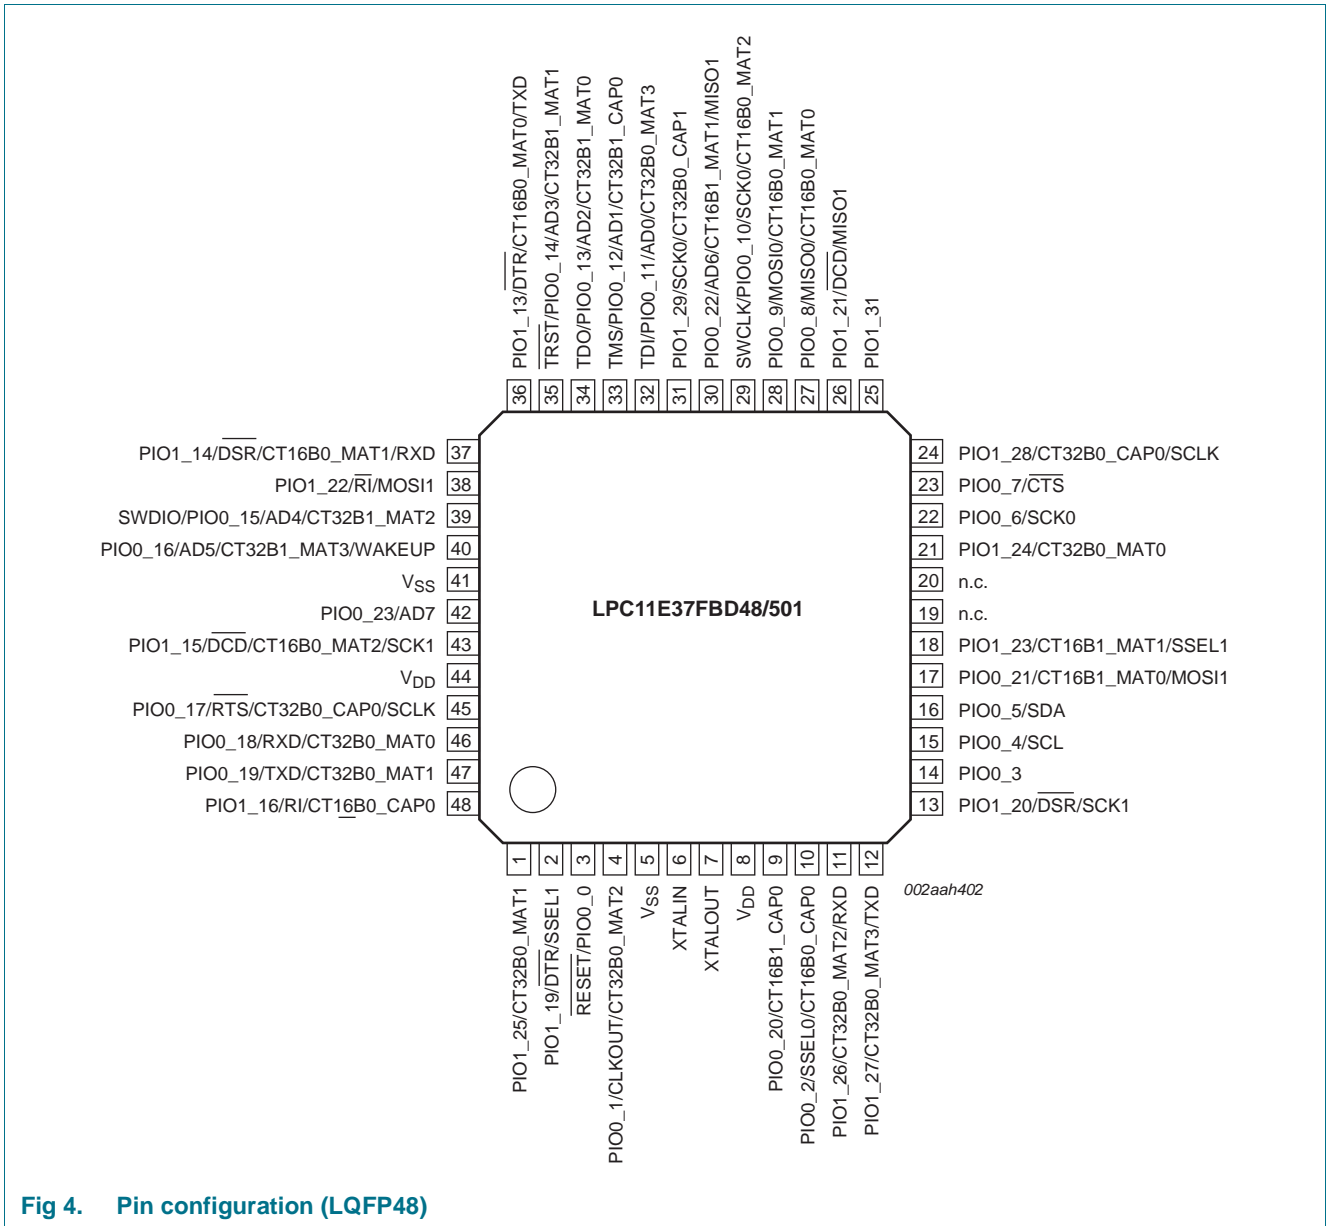 PIO1_13/DTR/CT16B0_MAT0/TXD
TRST/PIO0_14/AD3/CT32B1_MAT1
TDO/PIO0_13/AD2/CT32B1_MAT0
TMS/PIO0_12/AD1/CT32B1_CAP0
TDI/PIO0_11/AD0/CT32B0_MAT3
PIO1_29/SCK0/CT32B0_CAP1
PIO0_22/AD6/CT16B1_MAT1/MISO1
SWCLK/PIO0_10/SCK0/CT16B0_MAT2
PIO0_9/MOSI0/CT16B0_MAT1
PIO0_8/MISO0/CT16B0_MAT0
PIO1_21/DCD/MISO1
PIO1_31
36 35 34 33 32 31 30 29 28 27 26 25
PIO1_14/DSR/CT16B0_MAT1/RXD 37
PIO1_22/RI/MOSI1 38
SWDIO/PIO0_15/AD4/CT32B1_MAT2 39
PIO0_16/AD5/CT32B1_MAT3/WAKEUP 40
VSS 41
PIO0_23/AD7 42
PIO1_15/DCD/CT16B0_MAT2/SCK1 43
VDD 44
PIO0_17/RTS/CT32B0_CAP0/SCLK 45
PIO0_18/RXD/CT32B0_MAT0 46
PIO0_19/TXD/CT32B0_MAT1 47
PIO1_16/RI/CT16B0_CAP0 48
LPC11E37FBD48/501
24 PIO1_28/CT32B0_CAP0/SCLK
23 PIO0_7/CTS
22 PIO0_6/SCK0
21 PIO1_24/CT32B0_MAT0
20 n.c.
19 n.c.
18 PIO1_23/CT16B1_MAT1/SSEL1
17 PIO0_21/CT16B1_MAT0/MOSI1
16 PIO0_5/SDA
15 PIO0_4/SCL
14 PIO0_3
13 PIO1_20/DSR/SCK1
1 2 3 4 5 6 7 8 9 10 11 12
PIO1_25/CT32B0_MAT1
PIO1_19/DTR/SSEL1
RESET/PIO0_0
PIO0_1/CLKOUT/CT32B0_MAT2
VSS
XTALIN
XTALOUT
VDD
PIO0_20/CT16B1_CAP0
PIO0_2/SSEL0/CT16B0_CAP0
PIO1_26/CT32B0_MAT2/RXD
PIO1_27/CT32B0_MAT3/TXD
002aah402
Fig 4. Pin configuration (LQFP48)